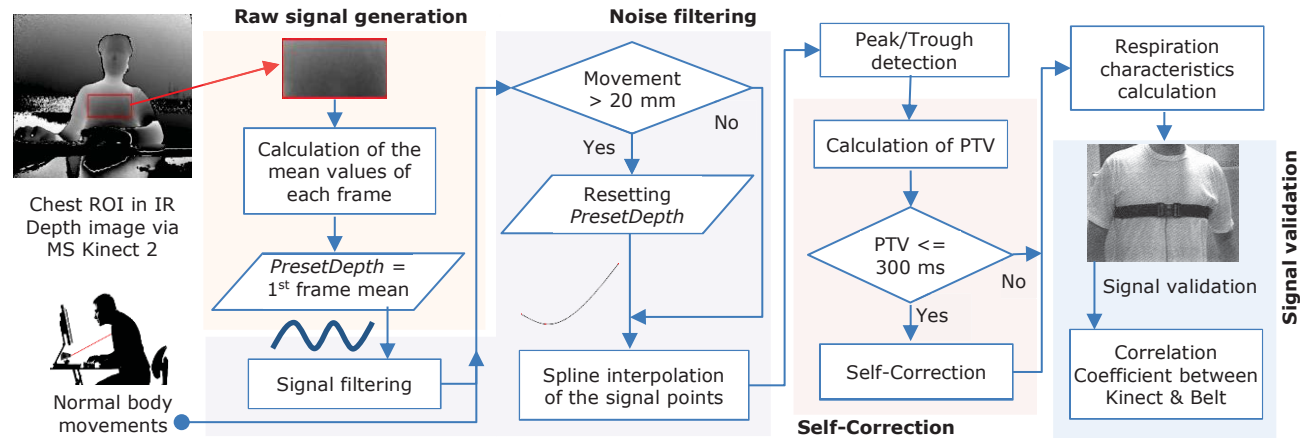 Raw signal generation
Noise filtering
Chest ROI in IR
Depth image via
MS Kinect 2
Normal body
movements
Calculation of the
mean values of
each frame
PresetDepth =
1st frame mean
Signal filtering
Movement
> 20 mm
No
Yes
Resetting
PresetDepth
Spline interpolation
of the signal points
Peak/Trough
detection
Calculation of PTV
PTV <=
300 ms
No
Yes
Self-Correction
Self-Correction
Respiration
characteristics
calculation
Signal validation
Correlation
Coefficient between
Kinect & Belt
Signal validation